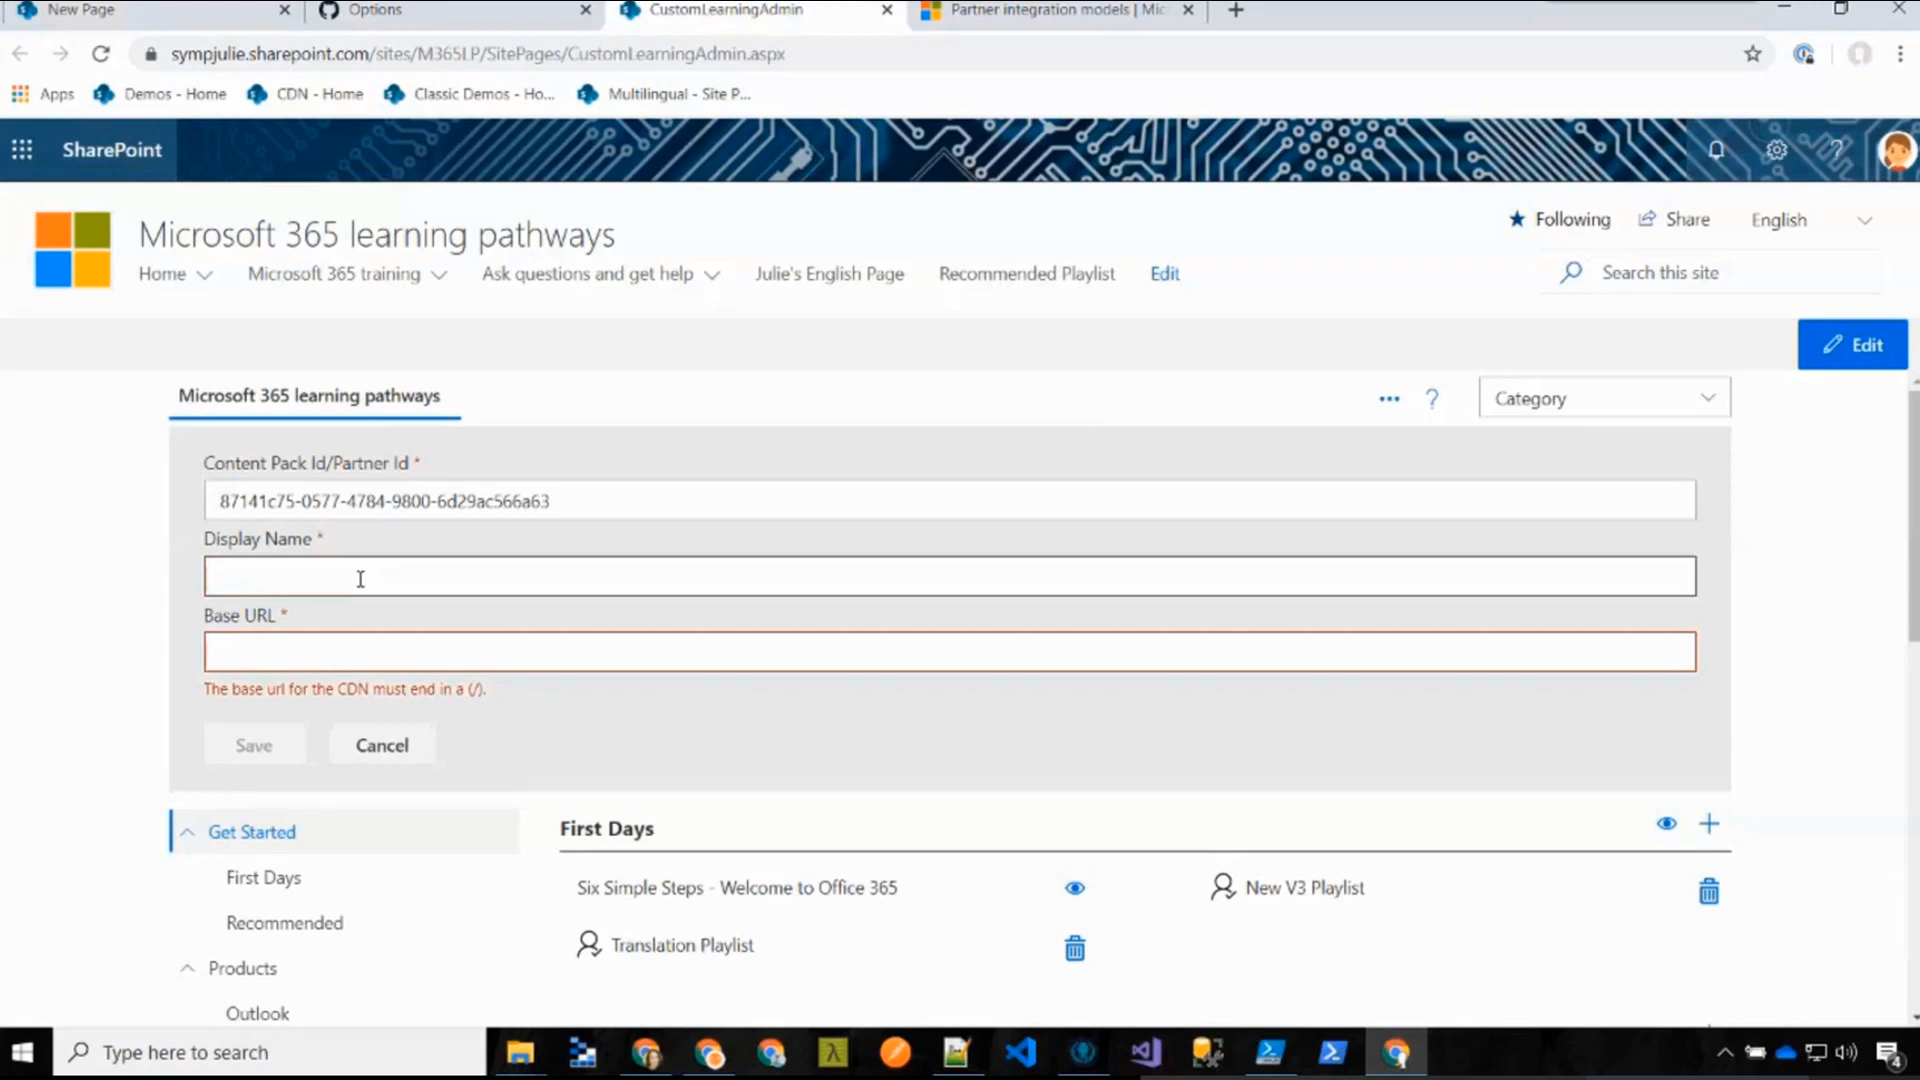 New Page
Options
CustomLearningAdmin
Partner integration models | Mic
sympjulie.sharepoint.com/sites/M365LP/SitePages/CustomLearningAdmin.aspx
Apps
Demos - Home
CDN - Home
Classic Demos - Ho...
Multilingual - Site P...
SharePoint
Microsoft 365 learning pathways
Following
Share
English
Home
Microsoft 365 training
Ask questions and get help
Julie's English Page
Recommended Playlist
Edit
Search this site
Edit
Microsoft 365 learning pathways
Category
Content Pack Id/Partner Id *
87141c75-0577-4784-9800-6d29ac566a63
Display Name *
Base URL *
The base url for the CDN must end in a (/).
Save
Cancel
Get Started
First Days
Recommended
Products
Outlook
First Days
Six Simple Steps - Welcome to Office 365
New V3 Playlist
Translation Playlist
Type here to search
4